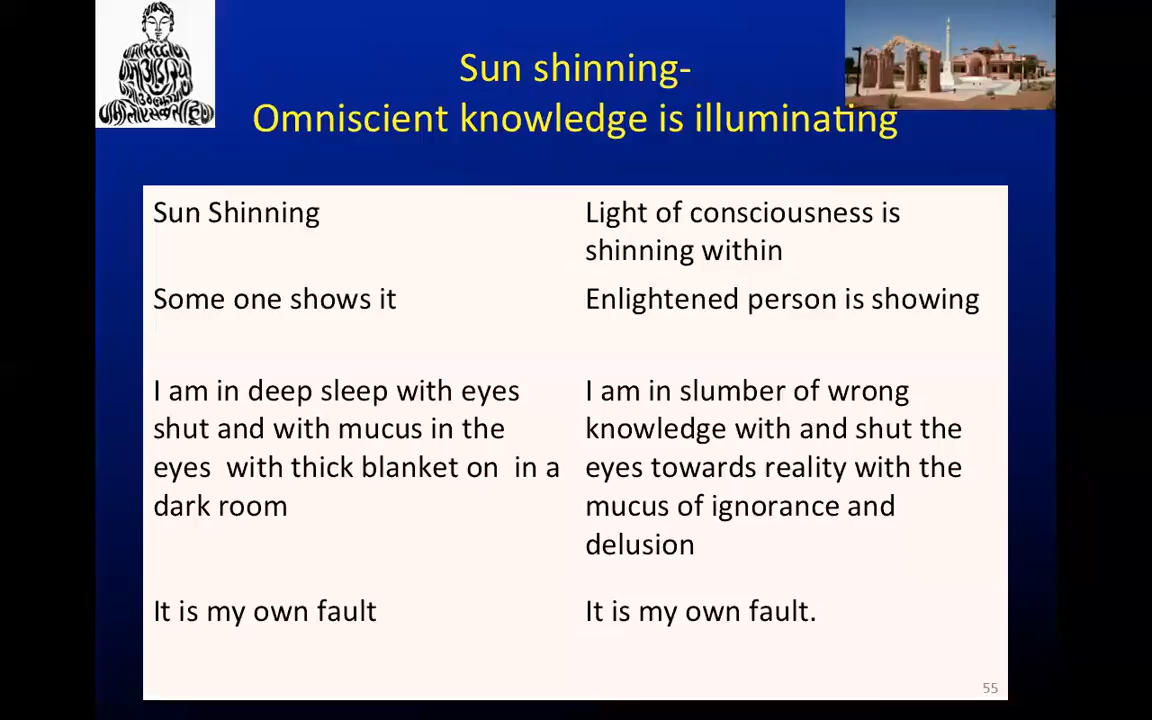 Sun shinning-
Omniscient knowledge is illuminating
Sun Shinning
Light of consciousness is
shinning within
Some one shows it
Enlightened person is showing
I am in deep sleep with eyes
shut and with mucus in the
eyes  with thick blanket on  in a
dark room
I am in slumber of wrong
knowledge with and shut the
eyes towards reality with the
mucus of ignorance and
delusion
It is my own fault
It is my own fault.
55